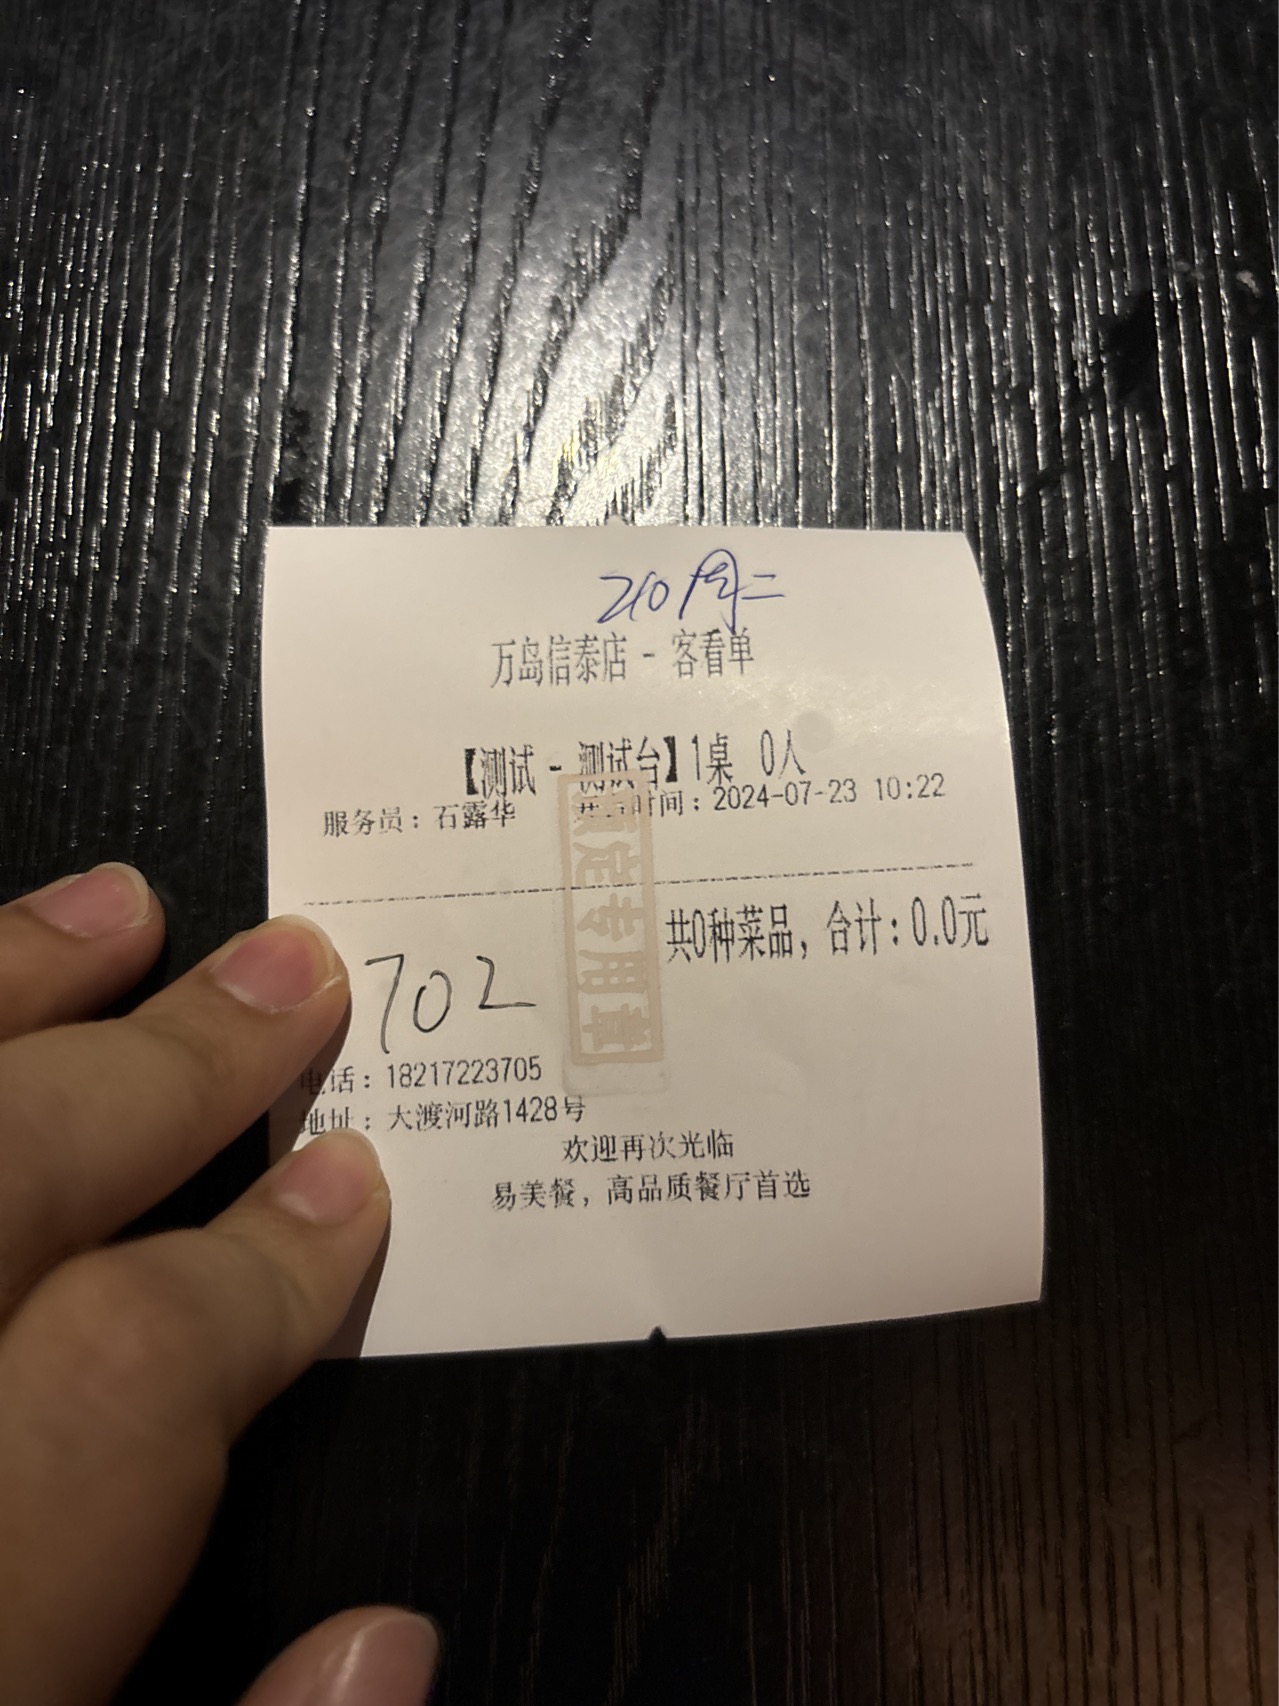 210周二
万岛信泰店 - 客看单
【测试 - 测试台】1桌 0人
服务员：石露华 时间：2024-07-23 10:22
共0种菜品，合计：0.0元
702
定专用章
电话：18217223705
地址：大渡河路1428号
欢迎再次光临
易美餐，高品质餐厅首选